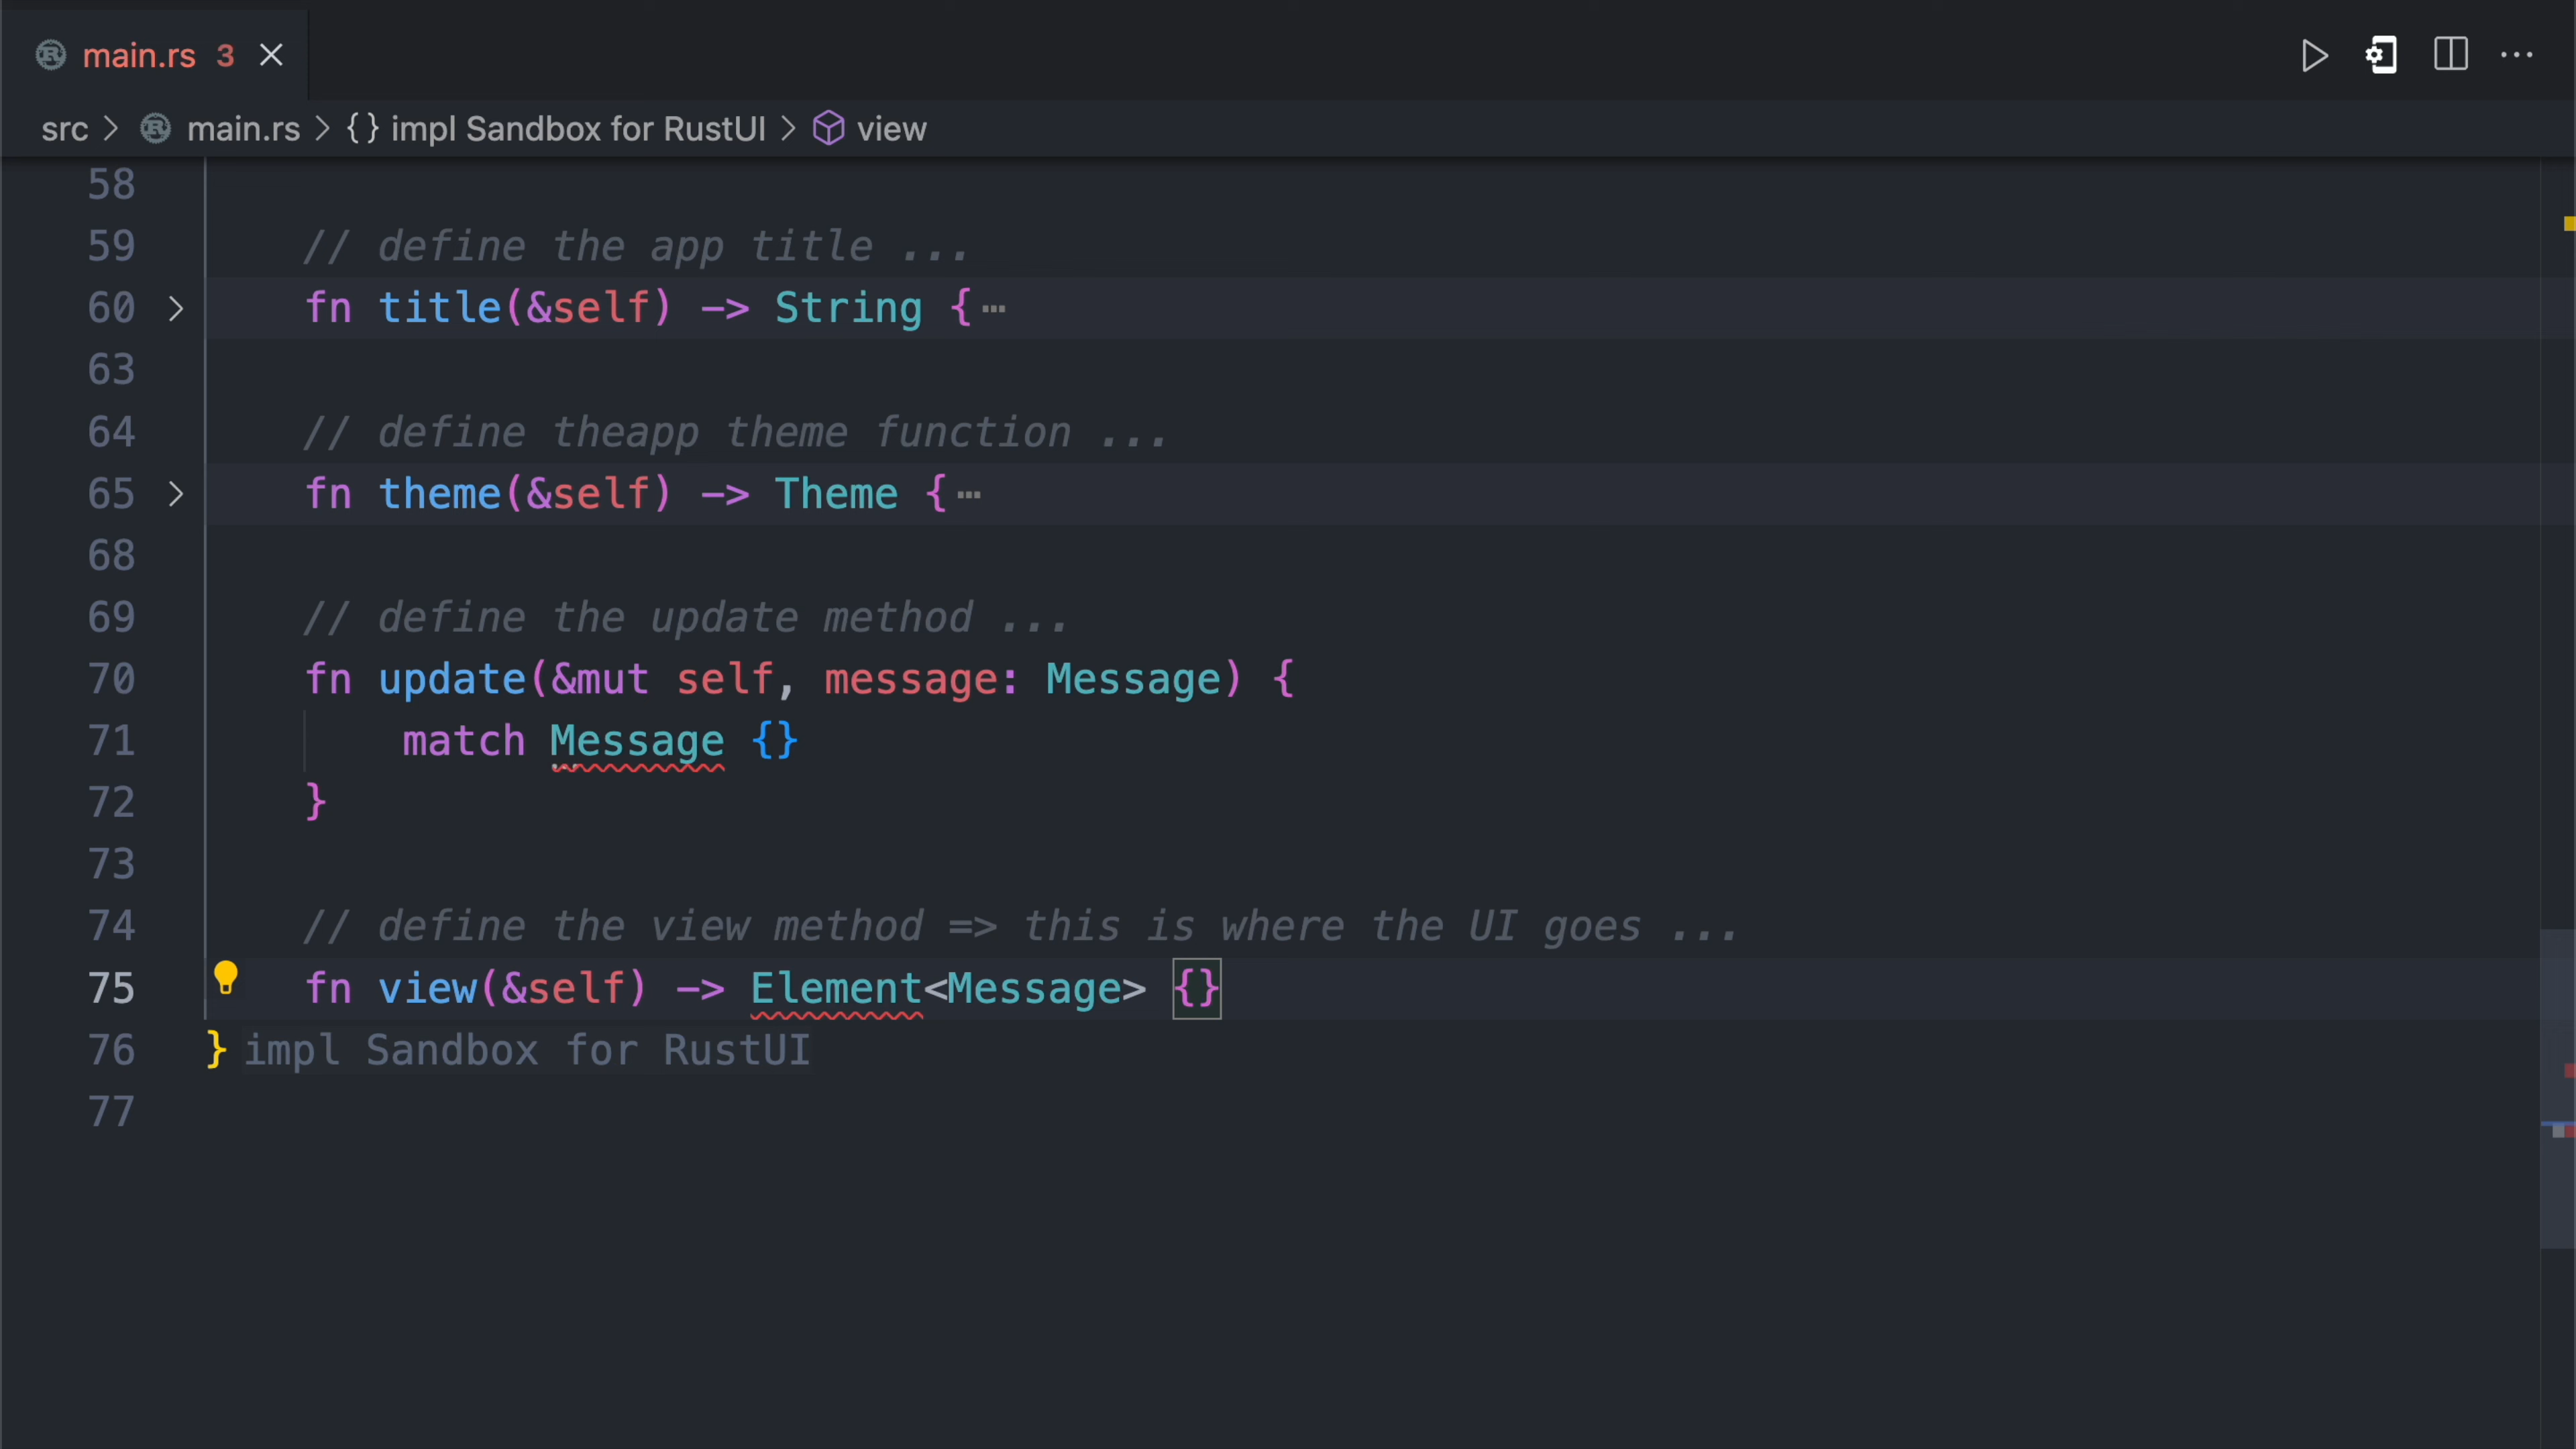 main.rs 3
src > main.rs > {} impl Sandbox for RustUI > view
58
59 // define the app title ...
60 fn title(&self) -> String { ⋯
63
64 // define theapp theme function ...
65 fn theme(&self) -> Theme { ⋯
68
69 // define the update method ...
70 fn update(&mut self, message: Message) {
71 match Message {}
72 }
73
74 // define the view method => this is where the UI goes ...
75 fn view(&self) -> Element<Message> {}
76 } impl Sandbox for RustUI
77